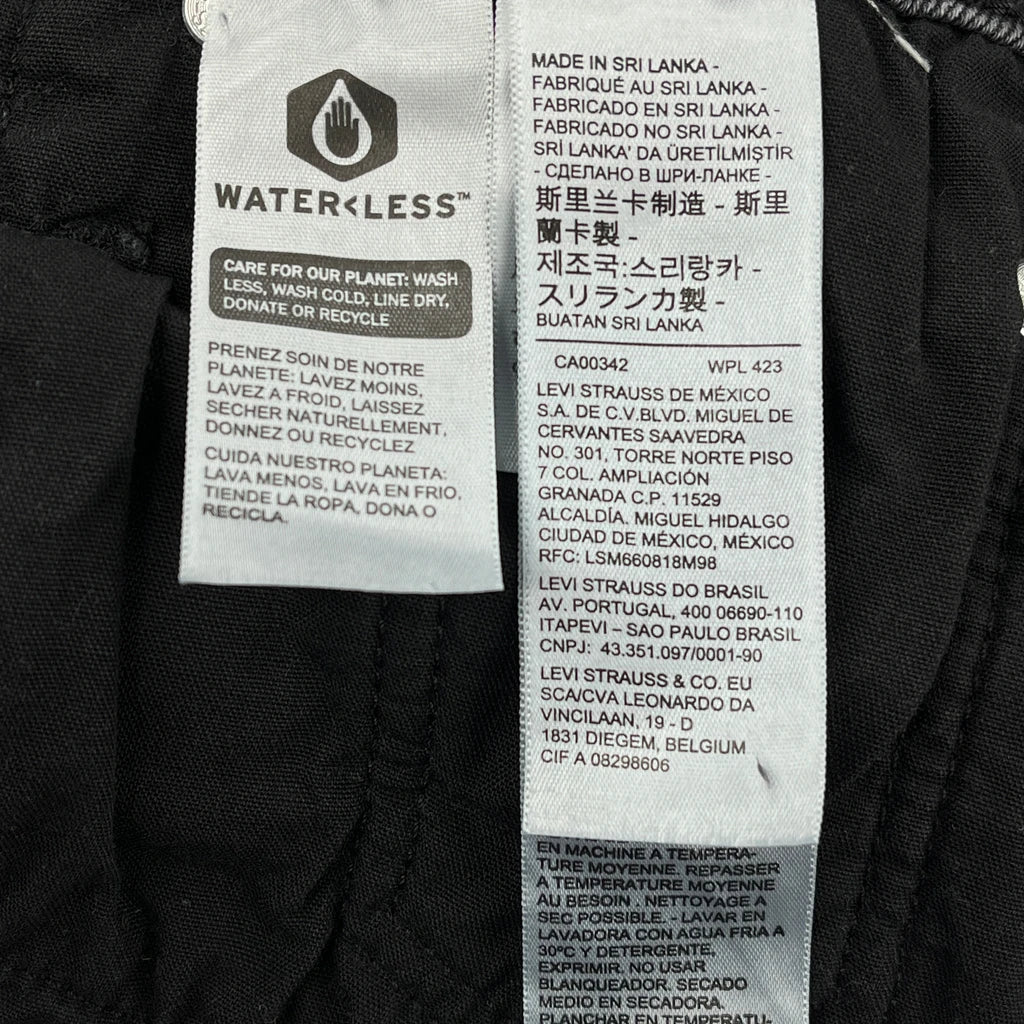 WATER<LESS™
CARE FOR OUR PLANET: WASH
LESS, WASH COLD, LINE DRY,
DONATE OR RECYCLE
PRENEZ SOIN DE NOTRE
PLANETE: LAVEZ MOINS,
LAVEZ A FROID, LAISSEZ
SECHER NATURELLEMENT,
DONNEZ OU RECYCLEZ
CUIDA NUESTRO PLANETA:
LAVA MENOS, LAVA EN FRIO,
TIENDE LA ROPA, DONA O
RECICLA.
MADE IN SRI LANKA -
FABRIQUÉ AU SRI LANKA -
FABRICADO EN SRI LANKA -
FABRICADO NO SRI LANKA -
SRİ LANKA' DA ÜRETİLMİŞTİR
- СДЕЛАНО В ШРИ-ЛАНКЕ -
斯里兰卡制造 - 斯里
蘭卡製 -
제조국:스리랑카 -
スリランカ製 -
BUATAN SRI LANKA
CA00342 WPL 423
LEVI STRAUSS DE MÉXICO
S.A. DE C.V.BLVD. MIGUEL DE
CERVANTES SAAVEDRA
NO. 301, TORRE NORTE PISO
7 COL. AMPLIACIÓN
GRANADA C.P. 11529
ALCALDÍA. MIGUEL HIDALGO
CIUDAD DE MÉXICO, MÉXICO
RFC: LSM660818M98
LEVI STRAUSS DO BRASIL
AV. PORTUGAL, 400 06690-110
ITAPEVI – SAO PAULO BRASIL
CNPJ: 43.351.097/0001-90
LEVI STRAUSS & CO. EU
SCA/CVA LEONARDO DA
VINCILAAN, 19 - D
1831 DIEGEM, BELGIUM
CIF A 08298606
EN MACHINE A TEMPERA-
TURE MOYENNE. REPASSER
A TEMPERATURE MOYENNE
AU BESOIN . NETTOYAGE A
SEC POSSIBLE. - LAVAR EN
LAVADORA CON AGUA FRIA A
30ºC Y DETERGENTE,
EXPRIMIR. NO USAR
BLANQUEADOR. SECADO
MEDIO EN SECADORA.
PLANCHAR EN TEMPERATU-